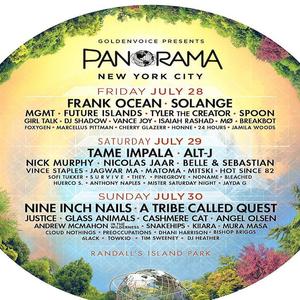 GOLDENVOICE PRESENTS
PANORAMA
NEW YORK CITY
FRIDAY JULY 28
FRANK OCEAN · SOLANGE
MGMT · FUTURE ISLANDS · TYLER THE CREATOR · SPOON
GIRL TALK · DJ SHADOW · VANCE JOY · ISAIAH RASHAD · MØ · BREAKBOT
FOXYGEN · MARCELLUS PITTMAN · CHERRY GLAZERR · HONNE · 24 HOURS · JAMILA WOODS
SATURDAY JULY 29
TAME IMPALA · ALT-J
NICK MURPHY · NICOLAS JAAR · BELLE & SEBASTIAN
VINCE STAPLES · JAGWAR MA · MATOMA · MITSKI · HOT SINCE 82
SOFI TUKKER · SURVIVE · THEY. · PINEGROVE · NONAME · BLEACHED
HUERCO S. · ANTHONY NAPLES · MISTER SATURDAY NIGHT · JAYDA G
SUNDAY JULY 30
NINE INCH NAILS · A TRIBE CALLED QUEST
JUSTICE · GLASS ANIMALS · CASHMERE CAT · ANGEL OLSEN
ANDREW MCMAHON IN THE WILDERNESS · SNAKEHIPS · KIIARA · MURA MASA
CLOUD NOTHINGS · PREOCCUPATIONS · DHANI HARRISON · BISHOP BRIGGS
6LACK · TOWKIO · TIM SWEENEY · DJ HEATHER
RANDALL'S ISLAND PARK